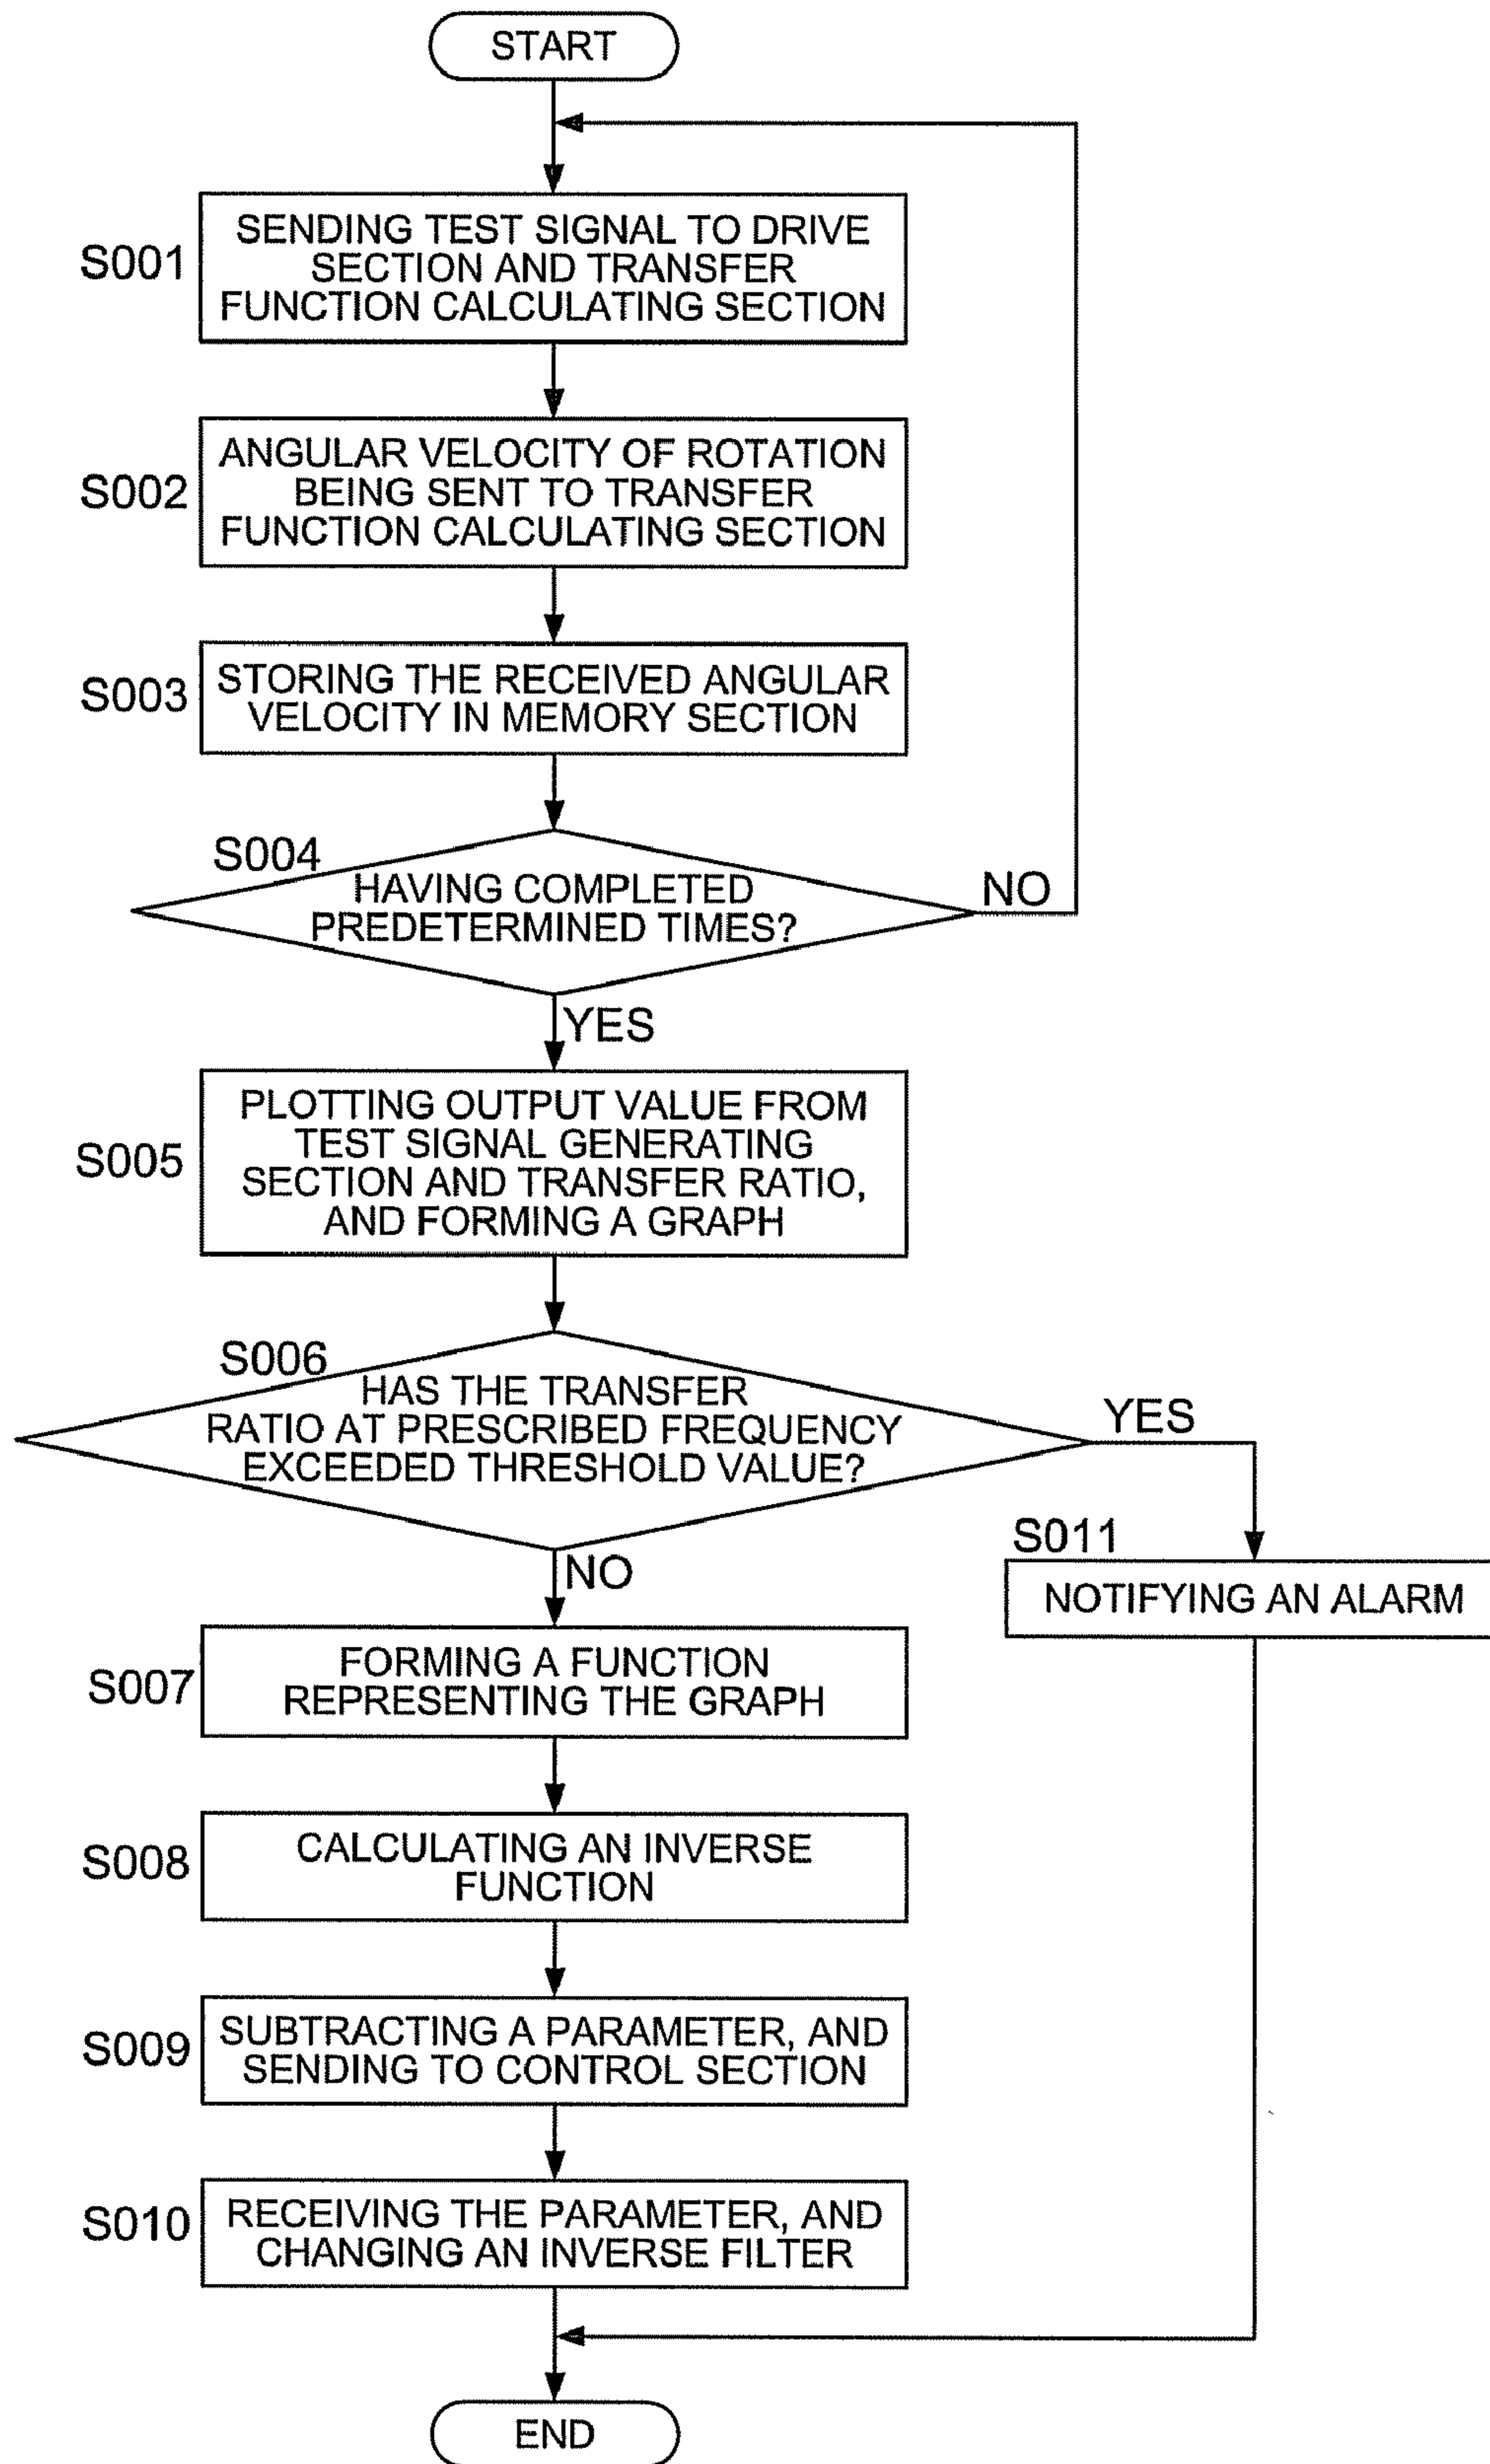 START
S001
SENDING TEST SIGNAL TO DRIVE
SECTION AND TRANSFER
FUNCTION CALCULATING SECTION
S002
ANGULAR VELOCITY OF ROTATION
BEING SENT TO TRANSFER
FUNCTION CALCULATING SECTION
S003
STORING THE RECEIVED ANGULAR
VELOCITY IN MEMORY SECTION
S004
HAVING COMPLETED
PREDETERMINED TIMES?
NO
YES
S005
PLOTTING OUTPUT VALUE FROM
TEST SIGNAL GENERATING
SECTION AND TRANSFER RATIO,
AND FORMING A GRAPH
S006
HAS THE TRANSFER
RATIO AT PRESCRIBED FREQUENCY
EXCEEDED THRESHOLD VALUE?
YES
NO
S011
NOTIFYING AN ALARM
S007
FORMING A FUNCTION
REPRESENTING THE GRAPH
S008
CALCULATING AN INVERSE
FUNCTION
S009
SUBTRACTING A PARAMETER, AND
SENDING TO CONTROL SECTION
S010
RECEIVING THE PARAMETER, AND
CHANGING AN INVERSE FILTER
END